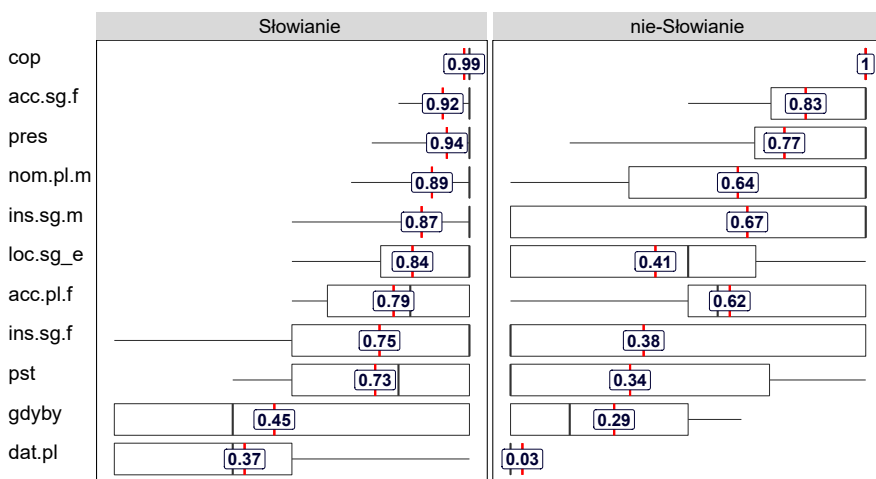 Słowianie nie-Słowianie
cop 0.99 1
acc.sg.f 0.92 0.83
pres 0.94 0.77
nom.pl.m 0.89 0.64
ins.sg.m 0.87 0.67
loc.sg_e 0.84 0.41
acc.pl.f 0.79 0.62
ins.sg.f 0.75 0.38
pst 0.73 0.34
gdyby 0.45 0.29
dat.pl 0.37 0.03